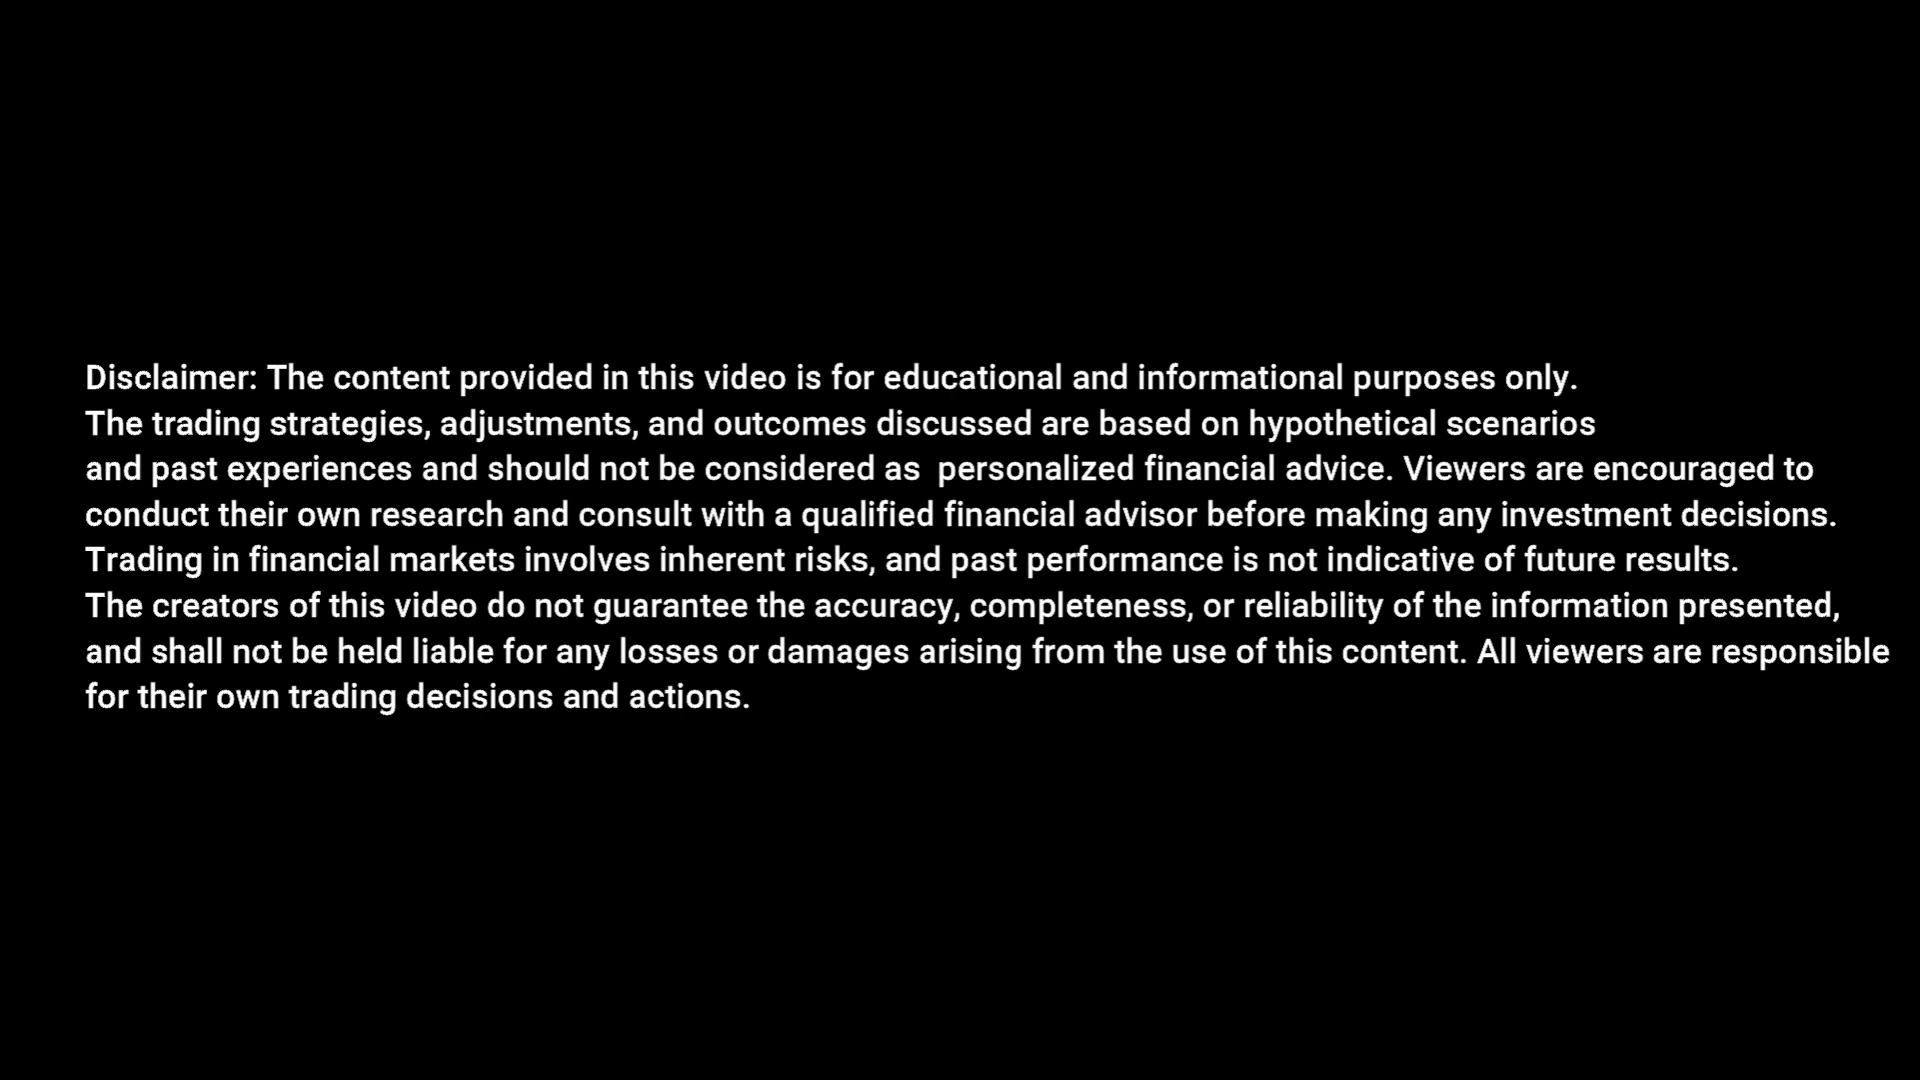 Disclaimer: The content provided in this video is for educational and informational purposes only.
The trading strategies, adjustments, and outcomes discussed are based on hypothetical scenarios
and past experiences and should not be considered as  personalized financial advice. Viewers are encouraged to
conduct their own research and consult with a qualified financial advisor before making any investment decisions.
Trading in financial markets involves inherent risks, and past performance is not indicative of future results.
The creators of this video do not guarantee the accuracy, completeness, or reliability of the information presented,
and shall not be held liable for any losses or damages arising from the use of this content. All viewers are responsible
for their own trading decisions and actions.